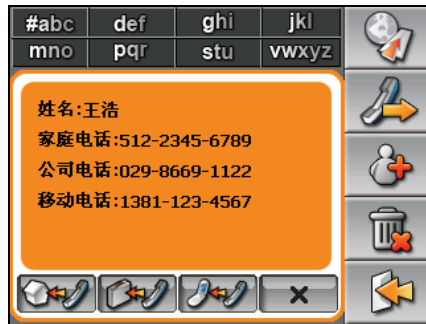 #abc def ghi jkl
mno pqr stu vwxyz
姓名:王浩
家庭电话:512-2345-6789
公司电话:029-8669-1122
移动电话:1381-123-4567